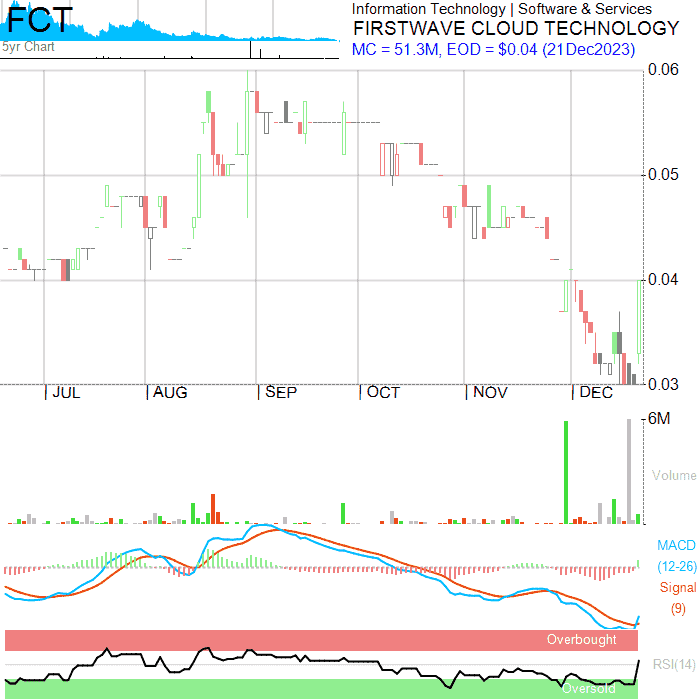 FCT
5yr Chart
Information Technology | Software & Services
FIRSTWAVE CLOUD TECHNOLOGY
MC = 51.3M, EOD = $0.04 (21Dec2023)
0.06
0.05
0.04
0.03
JUL AUG SEP OCT NOV DEC
6M
Volume
MACD
(12-26)
Signal
(9)
Overbought
RSI(14)
Oversold